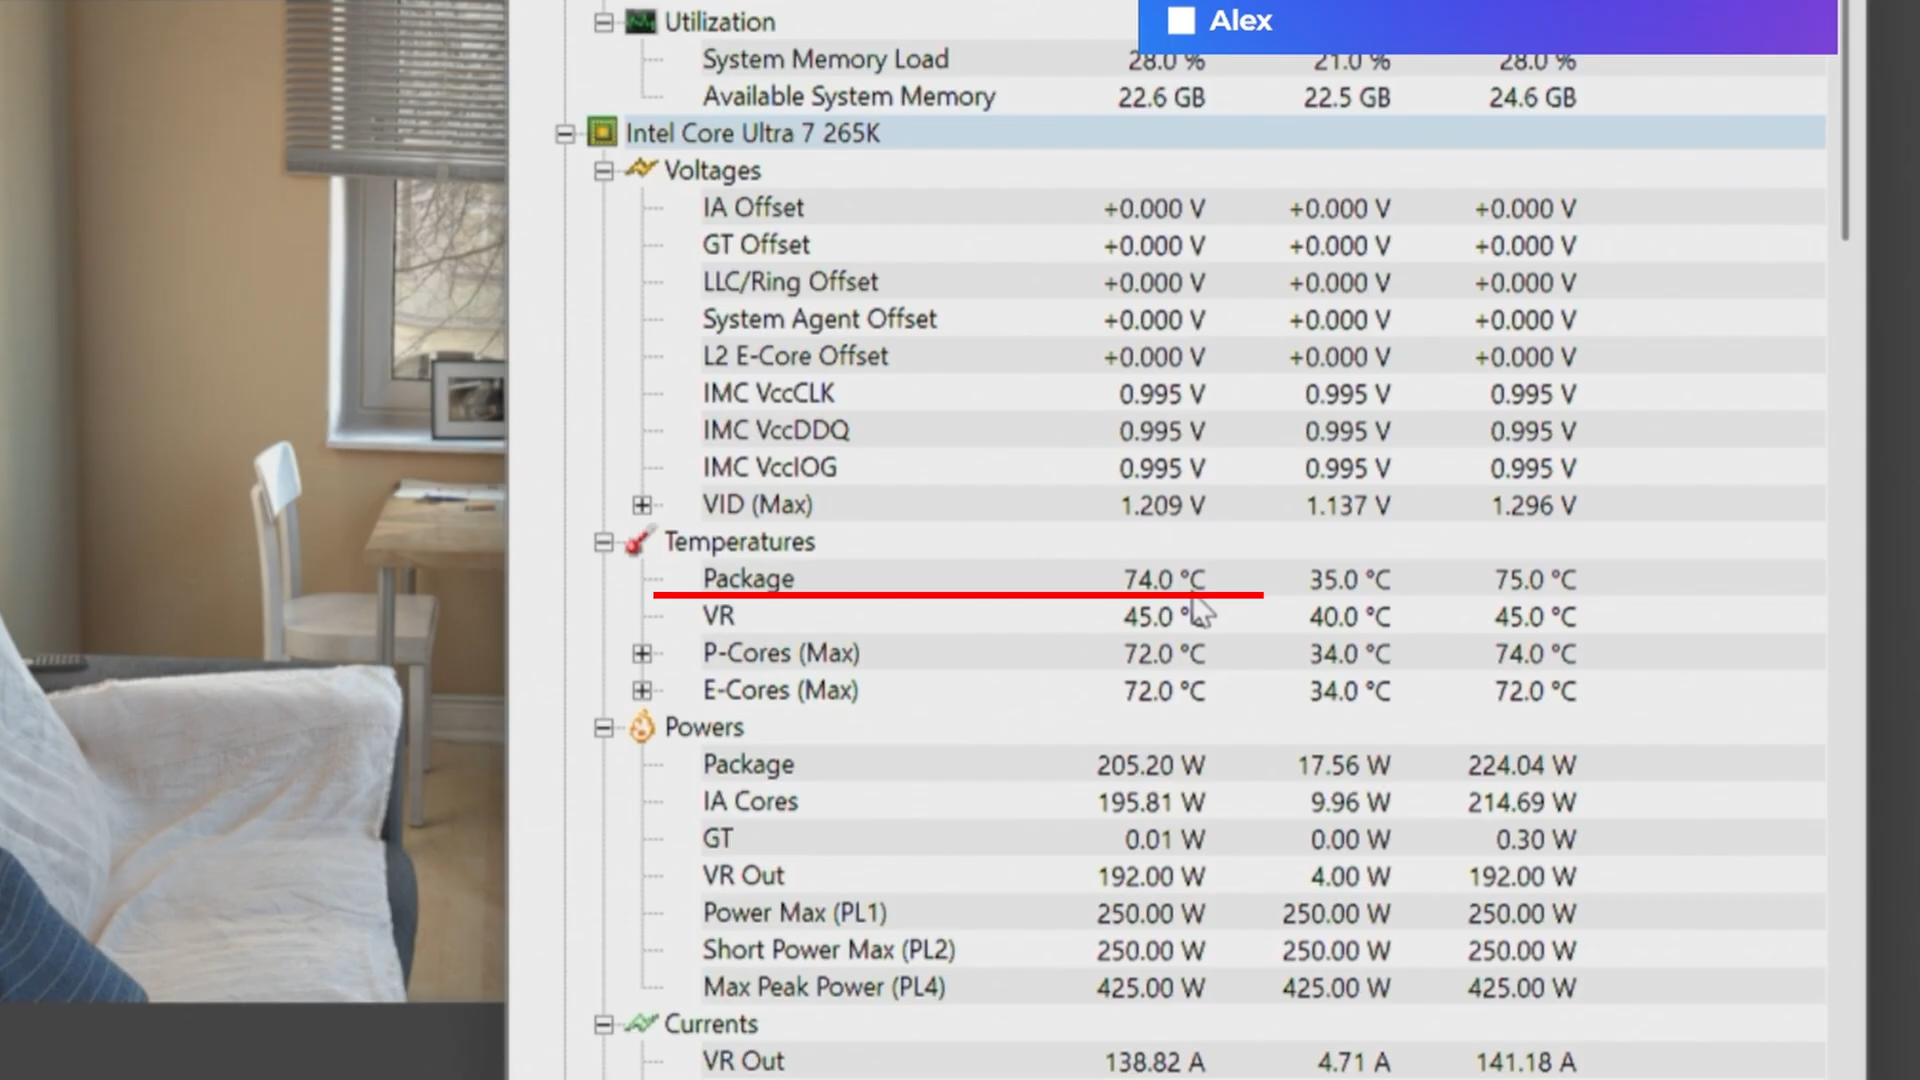 Alex
Utilization
System Memory Load 28.0 % 21.0 % 28.0 %
Available System Memory 22.6 GB 22.5 GB 24.6 GB
Intel Core Ultra 7 265K
Voltages
IA Offset +0.000 V +0.000 V +0.000 V
GT Offset +0.000 V +0.000 V +0.000 V
LLC/Ring Offset +0.000 V +0.000 V +0.000 V
System Agent Offset +0.000 V +0.000 V +0.000 V
L2 E-Core Offset +0.000 V +0.000 V +0.000 V
IMC VccCLK 0.995 V 0.995 V 0.995 V
IMC VccDDQ 0.995 V 0.995 V 0.995 V
IMC VccIOG 0.995 V 0.995 V 0.995 V
VID (Max) 1.209 V 1.137 V 1.296 V
Temperatures
Package 74.0 °C 35.0 °C 75.0 °C
VR 45.0 °C 40.0 °C 45.0 °C
P-Cores (Max) 72.0 °C 34.0 °C 74.0 °C
E-Cores (Max) 72.0 °C 34.0 °C 72.0 °C
Powers
Package 205.20 W 17.56 W 224.04 W
IA Cores 195.81 W 9.96 W 214.69 W
GT 0.01 W 0.00 W 0.30 W
VR Out 192.00 W 4.00 W 192.00 W
Power Max (PL1) 250.00 W 250.00 W 250.00 W
Short Power Max (PL2) 250.00 W 250.00 W 250.00 W
Max Peak Power (PL4) 425.00 W 425.00 W 425.00 W
Currents
VR Out 138.82 A 4.71 A 141.18 A